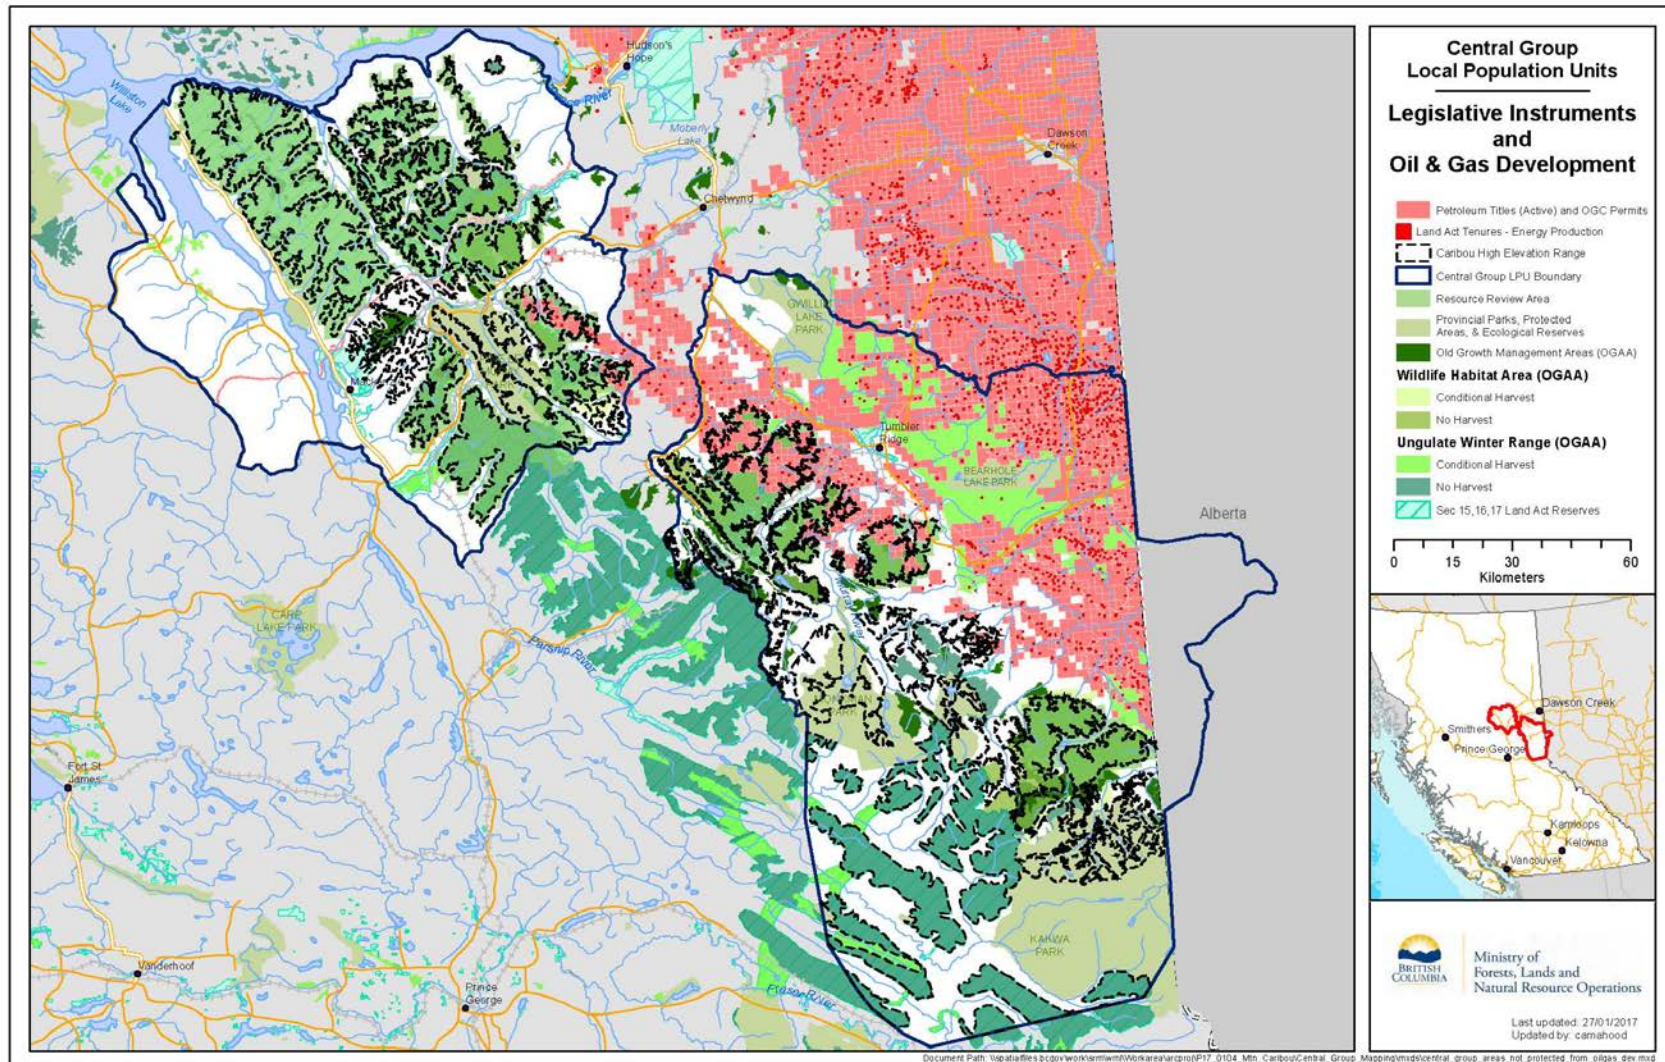 Hudson's
Hope
Williston
Lake
River
Moberly
Lake
Dawson
Creek
Chetwynd
GWILLIM
LAKE
PARK
PARK
Tumbler
Ridge
BEARHOLE
LAKE PARK
Alberta
Murray River
CARP
LAKE PARK
Parsnip River
PARK
Fort St
James
KAKWA
PARK
Vanderhoof
Prince
George
Fraser River
Central Group
Local Population Units
Legislative Instruments
and
Oil & Gas Development
Petroleum Titles (Active) and OGC Permits
Land Act Tenures - Energy Production
Caribou High Elevation Range
Central Group LPU Boundary
Resource Review Area
Provincial Parks, Protected
Areas, & Ecological Reserves
Old Growth Management Areas (OGAA)
Wildlife Habitat Area (OGAA)
Conditional Harvest
No Harvest
Ungulate Winter Range (OGAA)
Conditional Harvest
No Harvest
Sec 15,16,17 Land Act Reserves
0 15 30 60
Kilometers
Dawson Creek
Smithers
Prince George
Kamloops
Kelowna
Vancouver
BRITISH
COLUMBIA
Ministry of
Forests, Lands and
Natural Resource Operations
Last updated: 27/01/2017
Updated by: camahood